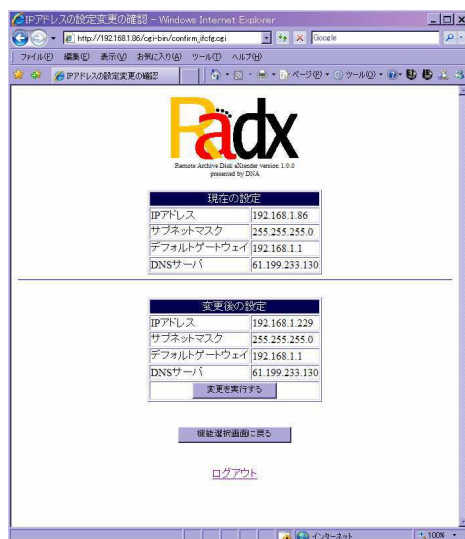 IPアドレスの設定変更の確認 - Windows Internet Explorer
http://192.168.1.86/cgi-bin/confirm_ifcfg.cgi
Google
ファイル(F) 編集(E) 表示(V) お気に入り(A) ツール(T) ヘルプ(H)
IPアドレスの設定変更の確認
ページ(P) ツール(O)
Radx
Remote Archive Disk eXtender version 1.0.0
presented by DNA
現在の設定
IPアドレス 192.168.1.86
サブネットマスク 255.255.255.0
デフォルトゲートウェイ 192.168.1.1
DNSサーバ 61.199.233.130
変更後の設定
IPアドレス 192.168.1.229
サブネットマスク 255.255.255.0
デフォルトゲートウェイ 192.168.1.1
DNSサーバ 61.199.233.130
変更を実行する
機能選択画面に戻る
ログアウト
インターネット 100%